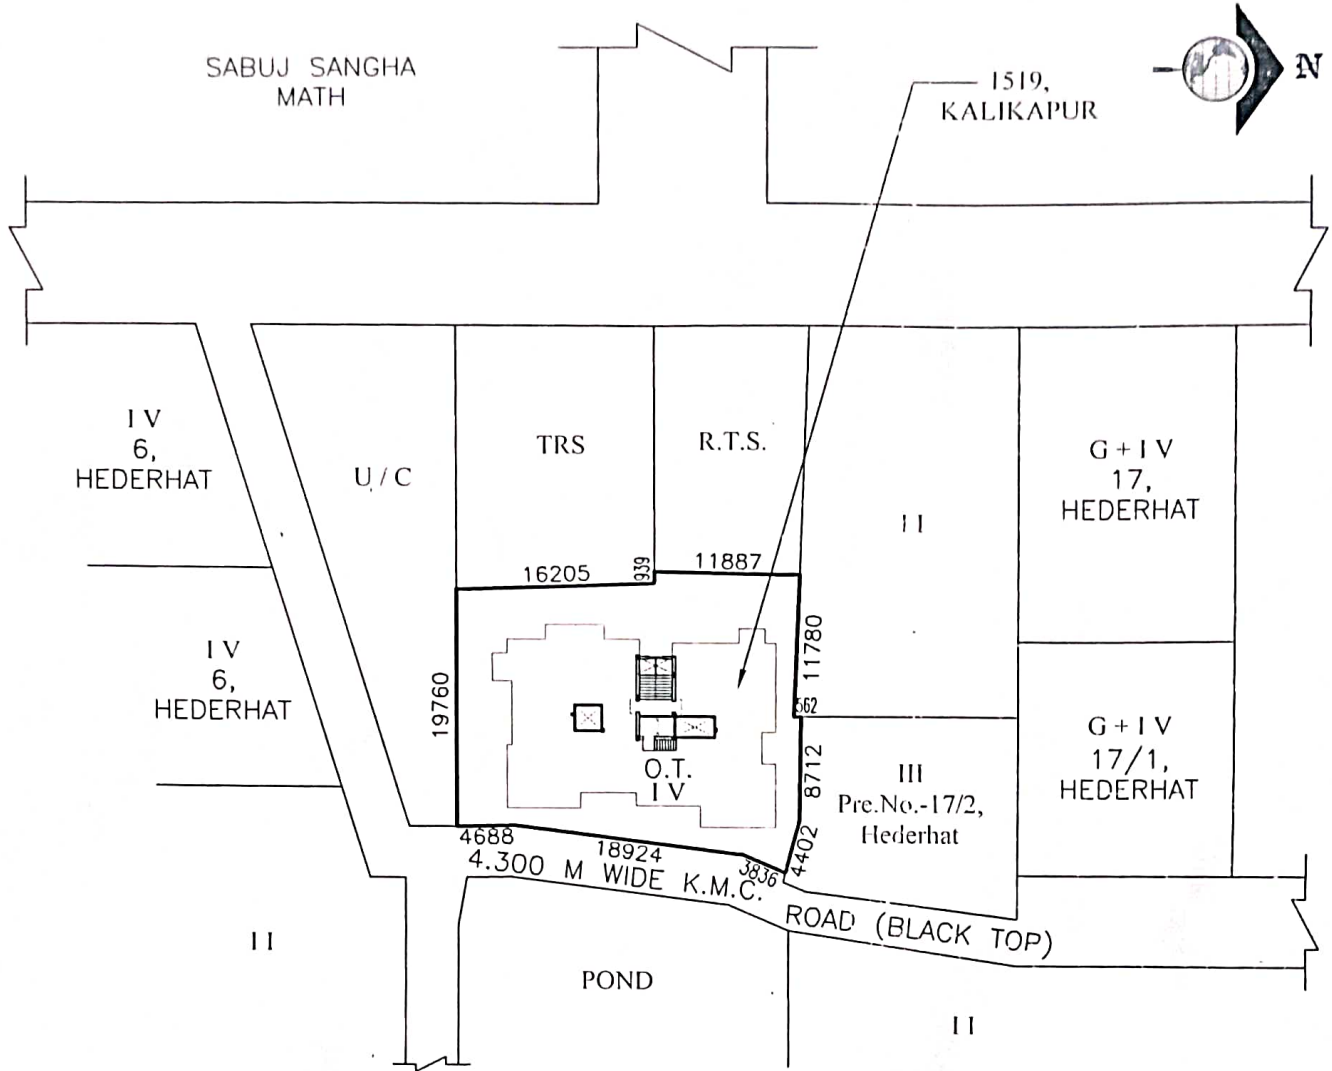 SABUJ SANGHA
MATH
1519,
KALIKAPUR
N
I V
6,
HEDERHAT
U / C
TRS
R.T.S.
I I
G + I V
17,
HEDERHAT
16205
939
11887
I V
6,
HEDERHAT
19760
11780
562
8712
4402
O.T.
I V
III
Pre.No.-17/2,
Hederhat
G + I V
17/1,
HEDERHAT
4688
18924
3836
4.300 M WIDE K.M.C.
ROAD (BLACK TOP)
I I
POND
I I